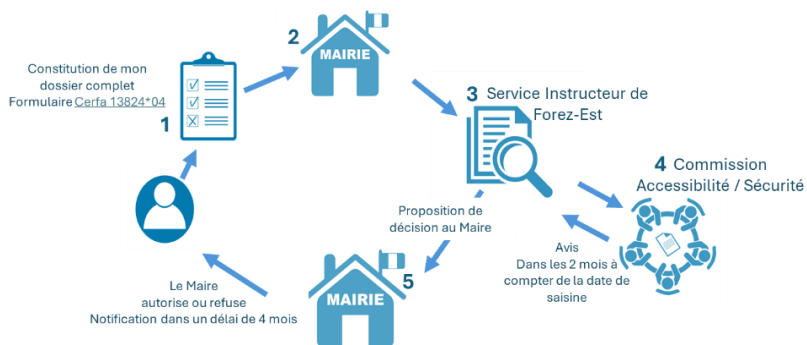 Constitution de mon
dossier complet
Formulaire Cerfa 13824*04
1
2
MAIRIE
3 Service Instructeur de
Forez-Est
4 Commission
Accessibilité / Sécurité
Avis
Dans les 2 mois à
compter de la date de
saisine
Proposition de
décision au Maire
5
MAIRIE
Le Maire
autorise ou refuse
Notification dans un délai de 4 mois